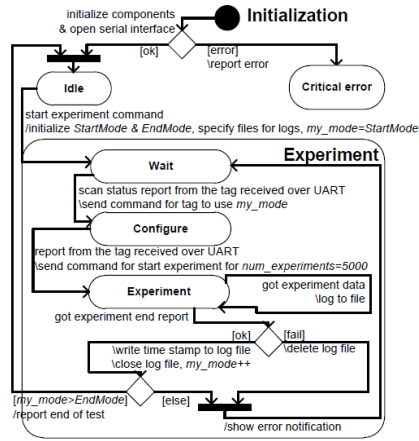 initialize components
& open serial interface
Initialization
[ok]
[error]
\report error
Idle
Critical error
start experiment command
/initialize StartMode & EndMode, specify files for logs, my_mode=StartMode
Experiment
Wait
scan status report from the tag received over UART
\send command for tag to use my_mode
Configure
report from the tag received over UART
\send command for start experiment for num_experiments=5000
Experiment
got experiment data
\log to file
got experiment end report
[ok]
[fail]
\write time stamp to log file
\delete log file
\close log file, my_mode++
[my_mode>EndMode]
[else]
/report end of test
/show error notification